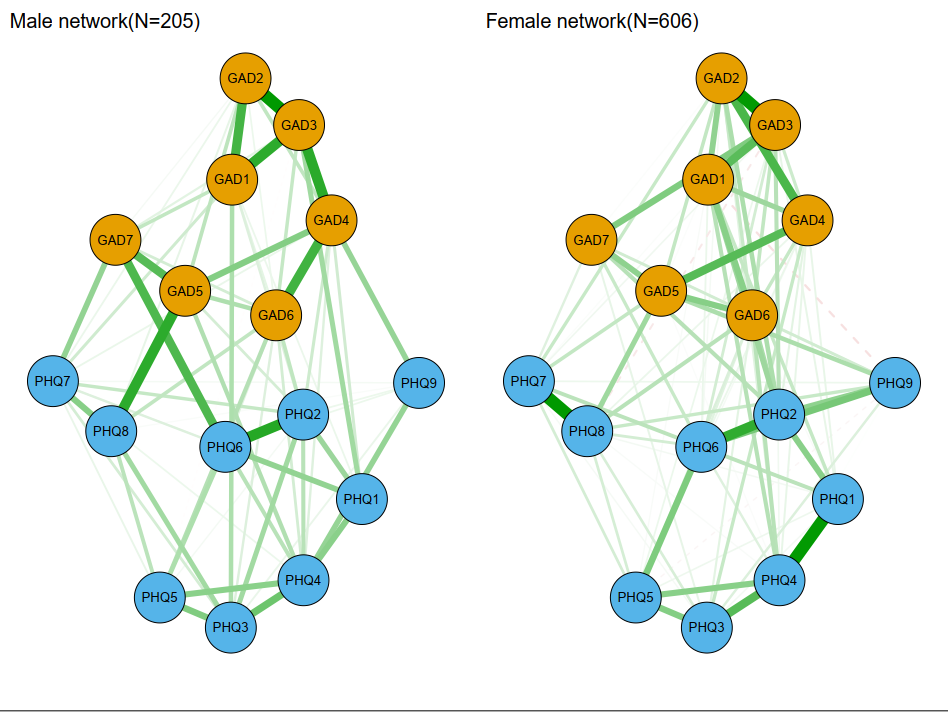 Male network(N=205)
GAD2
GAD3
GAD1
GAD4
GAD7
GAD5
GAD6
PHQ7
PHQ9
PHQ2
PHQ8
PHQ6
PHQ1
PHQ4
PHQ5
PHQ3
Female network(N=606)
GAD2
GAD3
GAD1
GAD4
GAD7
GAD5
GAD6
PHQ7
PHQ9
PHQ2
PHQ8
PHQ6
PHQ1
PHQ4
PHQ5
PHQ3